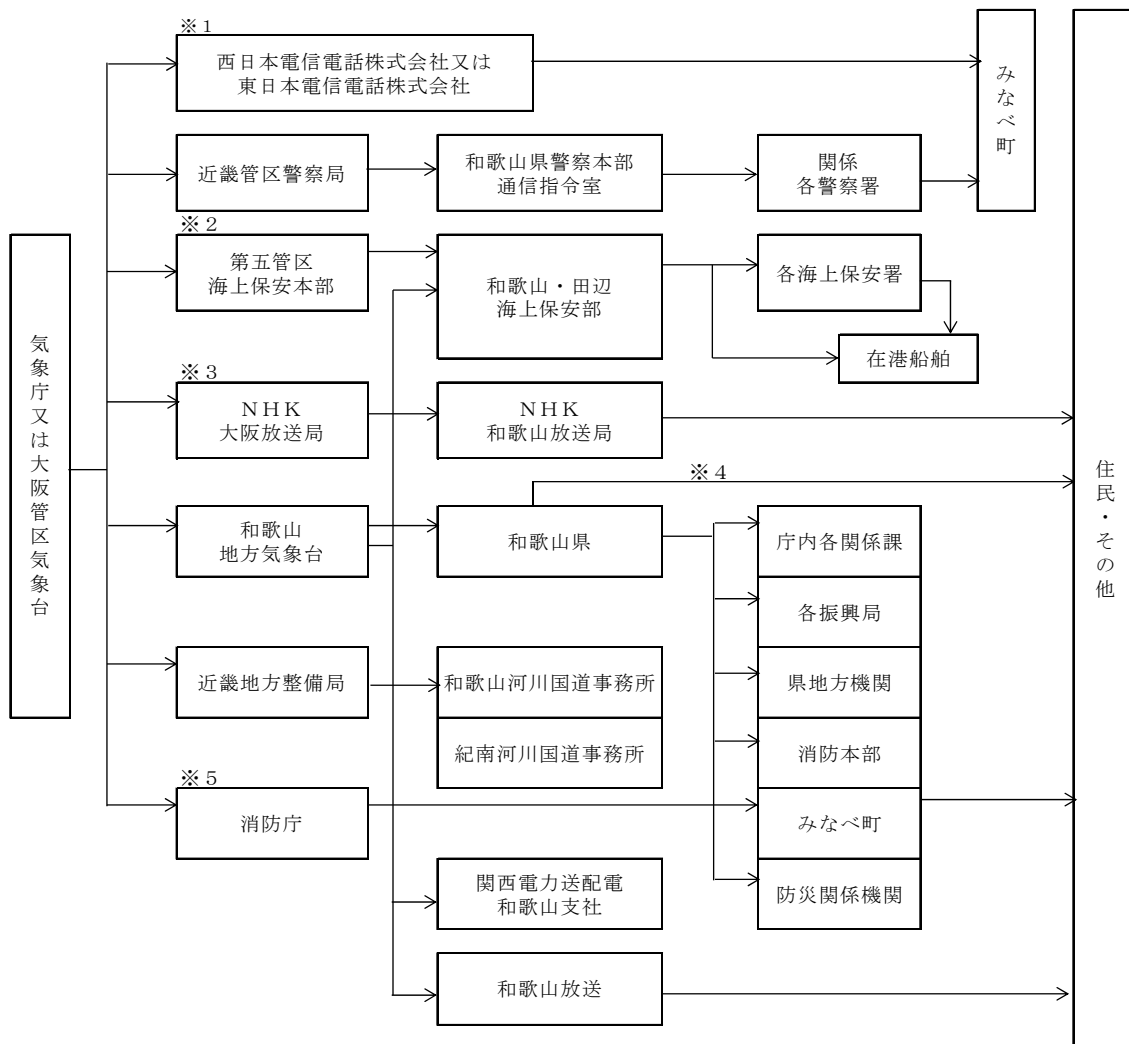 ※１
西日本電信電話株式会社又は
東日本電信電話株式会社
みなべ町
近畿管区警察局
和歌山県警察本部
通信指令室
関係
各警察署
※２
第五管区
海上保安本部
和歌山・田辺
海上保安部
各海上保安署
在港船舶
気象庁又は大阪管区気象台
※３
ＮＨＫ
大阪放送局
ＮＨＫ
和歌山放送局
※４
住民・その他
和歌山
地方気象台
和歌山県
庁内各関係課
各振興局
近畿地方整備局
和歌山河川国道事務所
県地方機関
紀南河川国道事務所
消防本部
※５
消防庁
みなべ町
関西電力送配電
和歌山支社
防災関係機関
和歌山放送